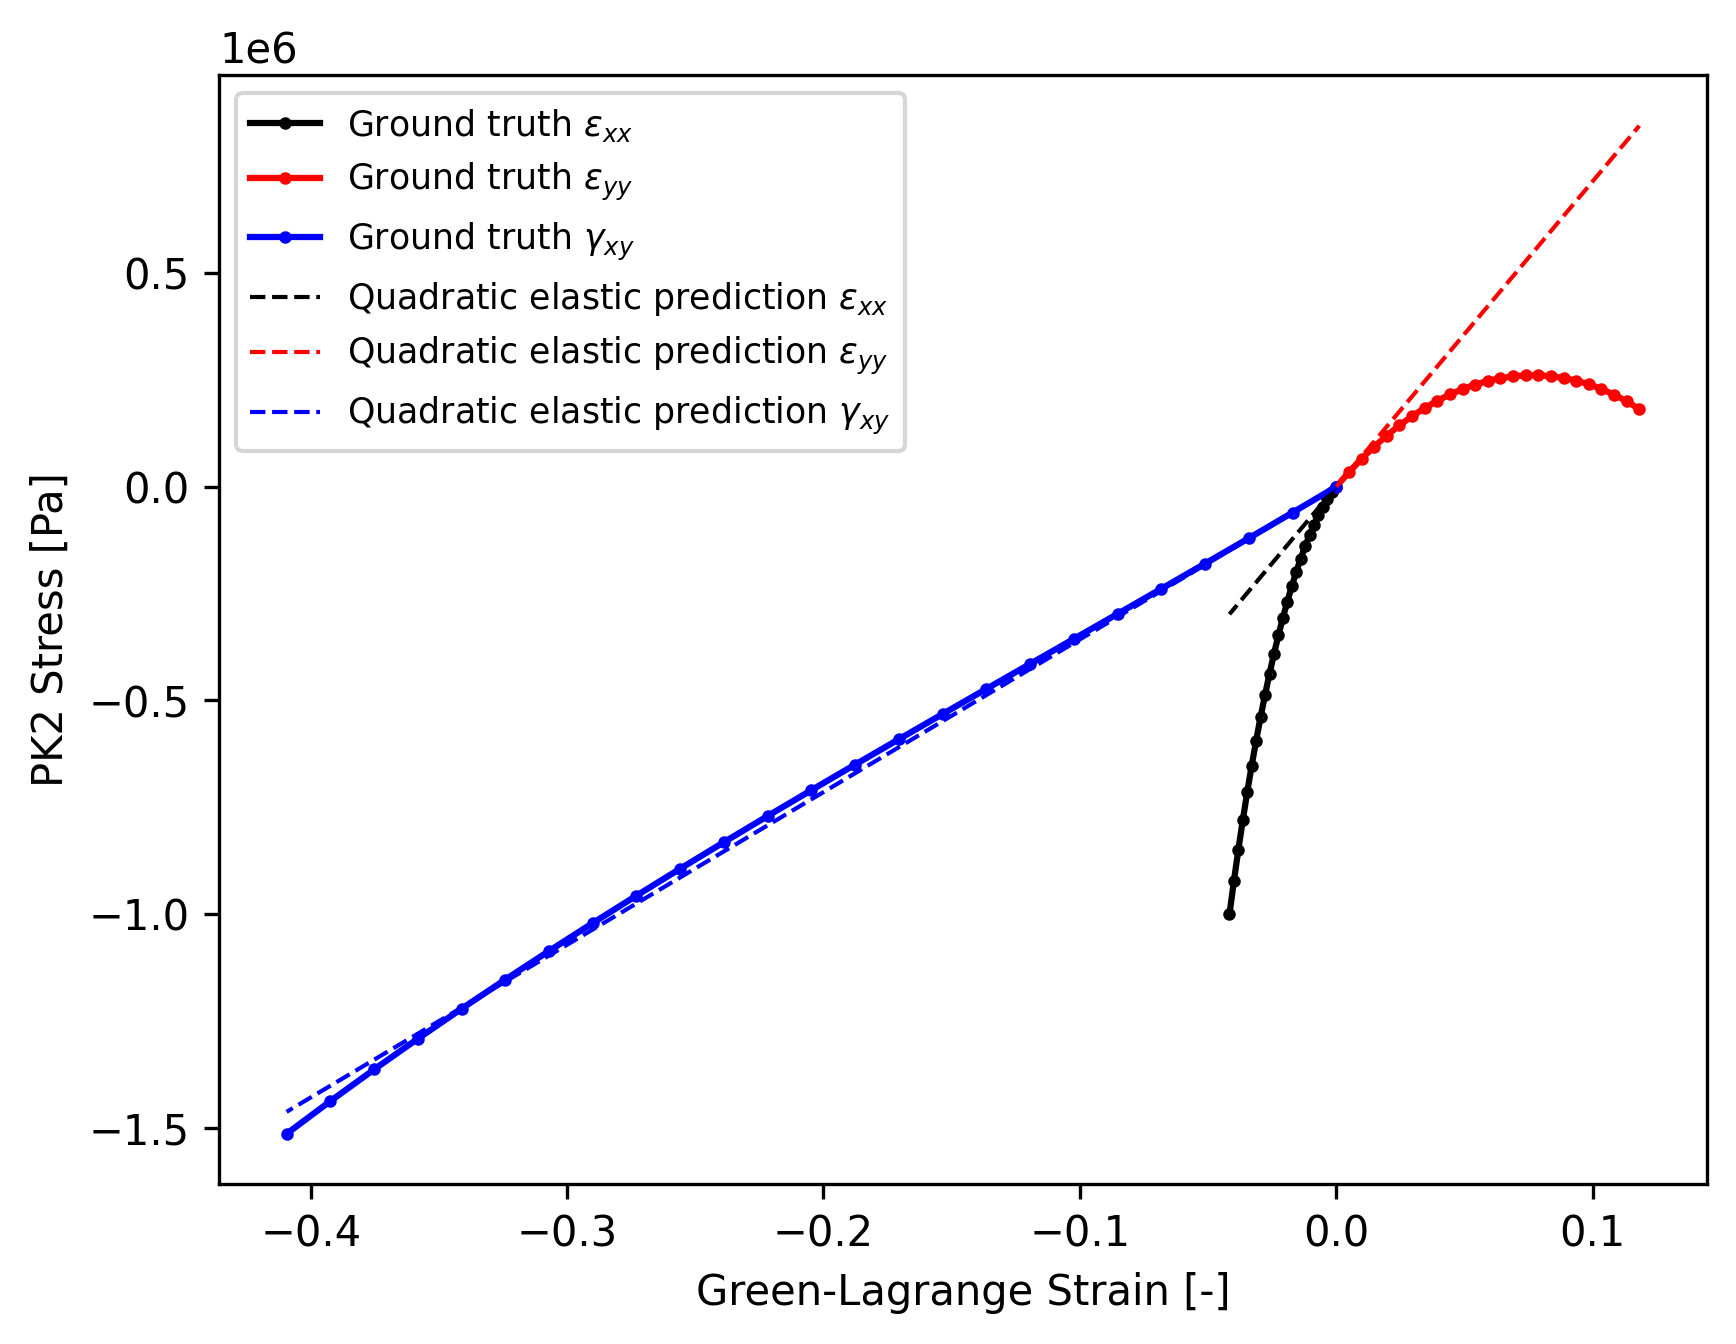 1e6
Ground truth εxx
Ground truth εyy
Ground truth γxy
Quadratic elastic prediction εxx
Quadratic elastic prediction εyy
Quadratic elastic prediction γxy
0.5
0.0
−0.5
−1.0
−1.5
PK2 Stress [Pa]
−0.4 −0.3 −0.2 −0.1 0.0 0.1
Green-Lagrange Strain [-]